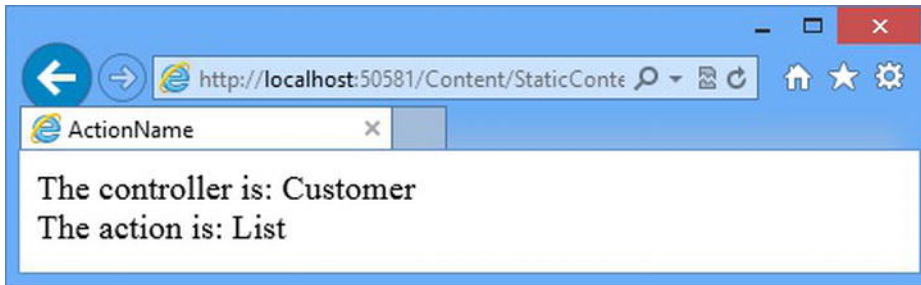 http://localhost:50581/Content/StaticConte
ActionName
The controller is: Customer
The action is: List